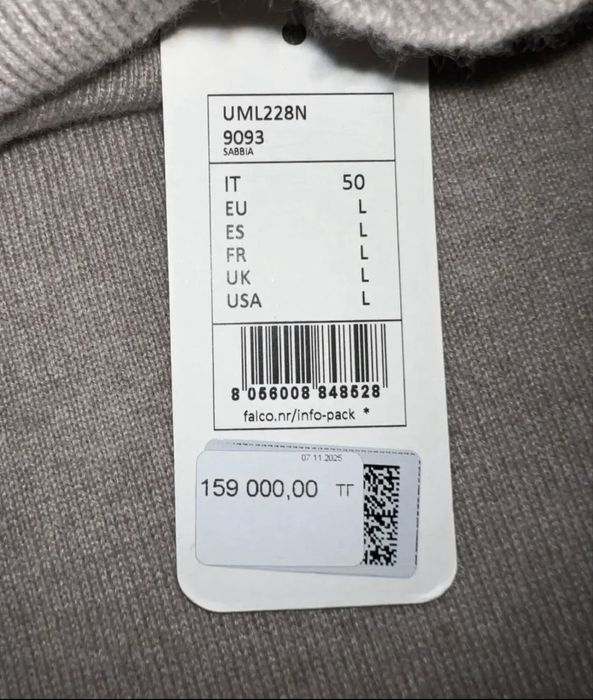 UML228N
9093
SABBIA
IT 50
EU L
ES L
FR L
UK L
USA L
8 056008 848528
falco.nr/info-pack *
07 11 2025
159 000,00 ТГ